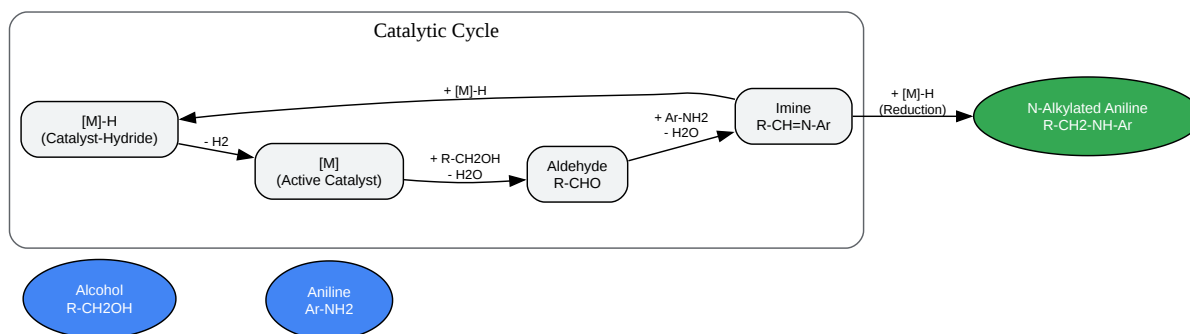 Catalytic Cycle
[M]-H
(Catalyst-Hydride)
- H2
[M]
(Active Catalyst)
+ R-CH2OH
- H2O
Aldehyde
R-CHO
+ Ar-NH2
- H2O
Imine
R-CH=N-Ar
+ [M]-H
+ [M]-H
(Reduction)
N-Alkylated Aniline
R-CH2-NH-Ar
Alcohol
R-CH2OH
Aniline
Ar-NH2